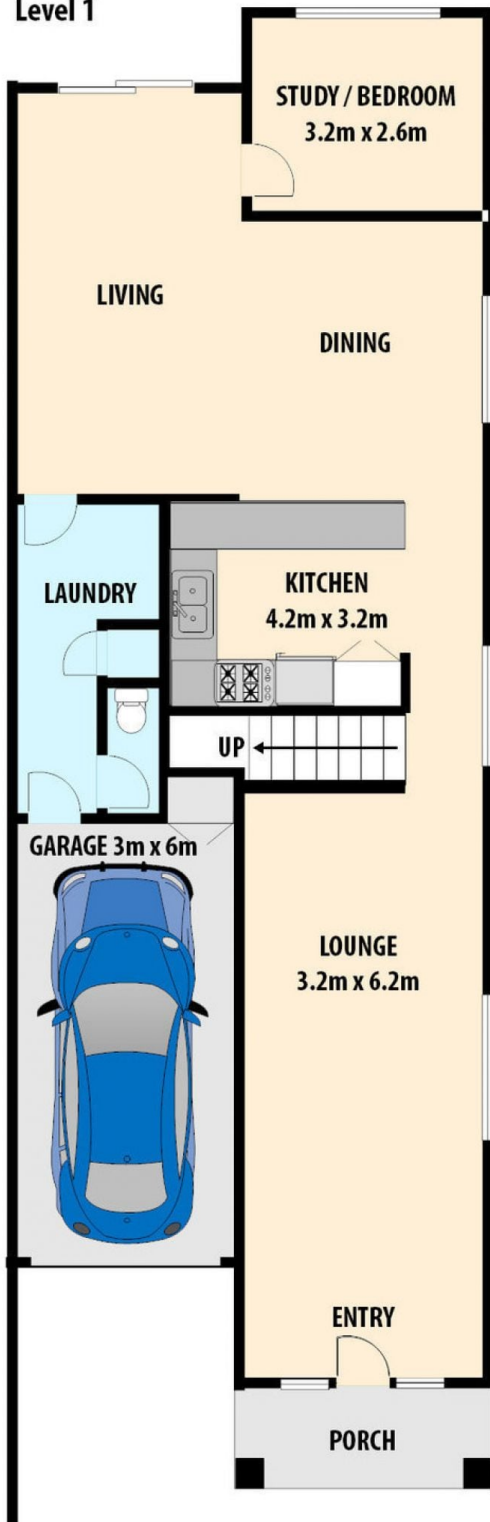 Level 1
STUDY / BEDROOM
3.2m x 2.6m
LIVING
DINING
LAUNDRY
KITCHEN
4.2m x 3.2m
UP
GARAGE 3m x 6m
LOUNGE
3.2m x 6.2m
ENTRY
PORCH